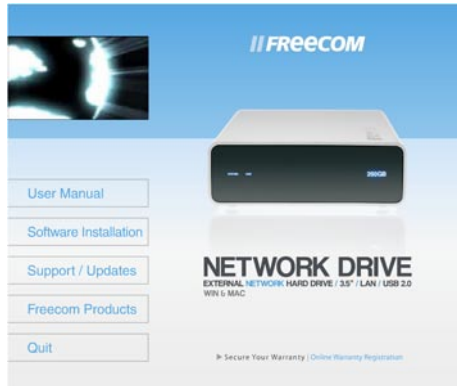 FREECOM
250GB
User Manual
Software Installation
Support / Updates
Freecom Products
Quit
NETWORK DRIVE
EXTERNAL NETWORK HARD DRIVE / 3.5" / LAN / USB 2.0
WIN & MAC
Secure Your Warranty | Online Warranty Registration